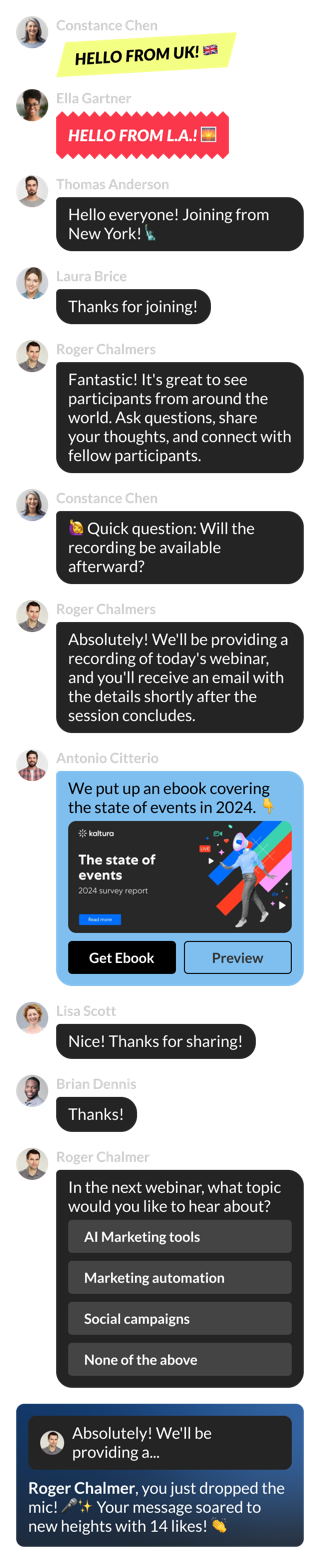 Constance Chen
HELLO FROM UK! 🇬🇧
Ella Gartner
HELLO FROM L.A.! 🌅
Thomas Anderson
Hello everyone! Joining from
New York! 🗽
Laura Brice
Thanks for joining!
Roger Chalmers
Fantastic! It's great to see
participants from around the
world. Ask questions, share
your thoughts, and connect with
fellow participants.
Constance Chen
🙋 Quick question: Will the
recording be available
afterward?
Roger Chalmers
Absolutely! We'll be providing a
recording of today's webinar,
and you'll receive an email with
the details shortly after the
session concludes.
Antonio Citterio
We put up an ebook covering
the state of events in 2024. 👇
kaltura
The state of
events
2024 survey report
Read more
LIVE
Get Ebook
Preview
Lisa Scott
Nice! Thanks for sharing!
Brian Dennis
Thanks!
Roger Chalmer
In the next webinar, what topic
would you like to hear about?
AI Marketing tools
Marketing automation
Social campaigns
None of the above
Absolutely! We'll be
providing a...
Roger Chalmer, you just dropped the
mic! 🎤✨ Your message soared to
new heights with 14 likes! 👏